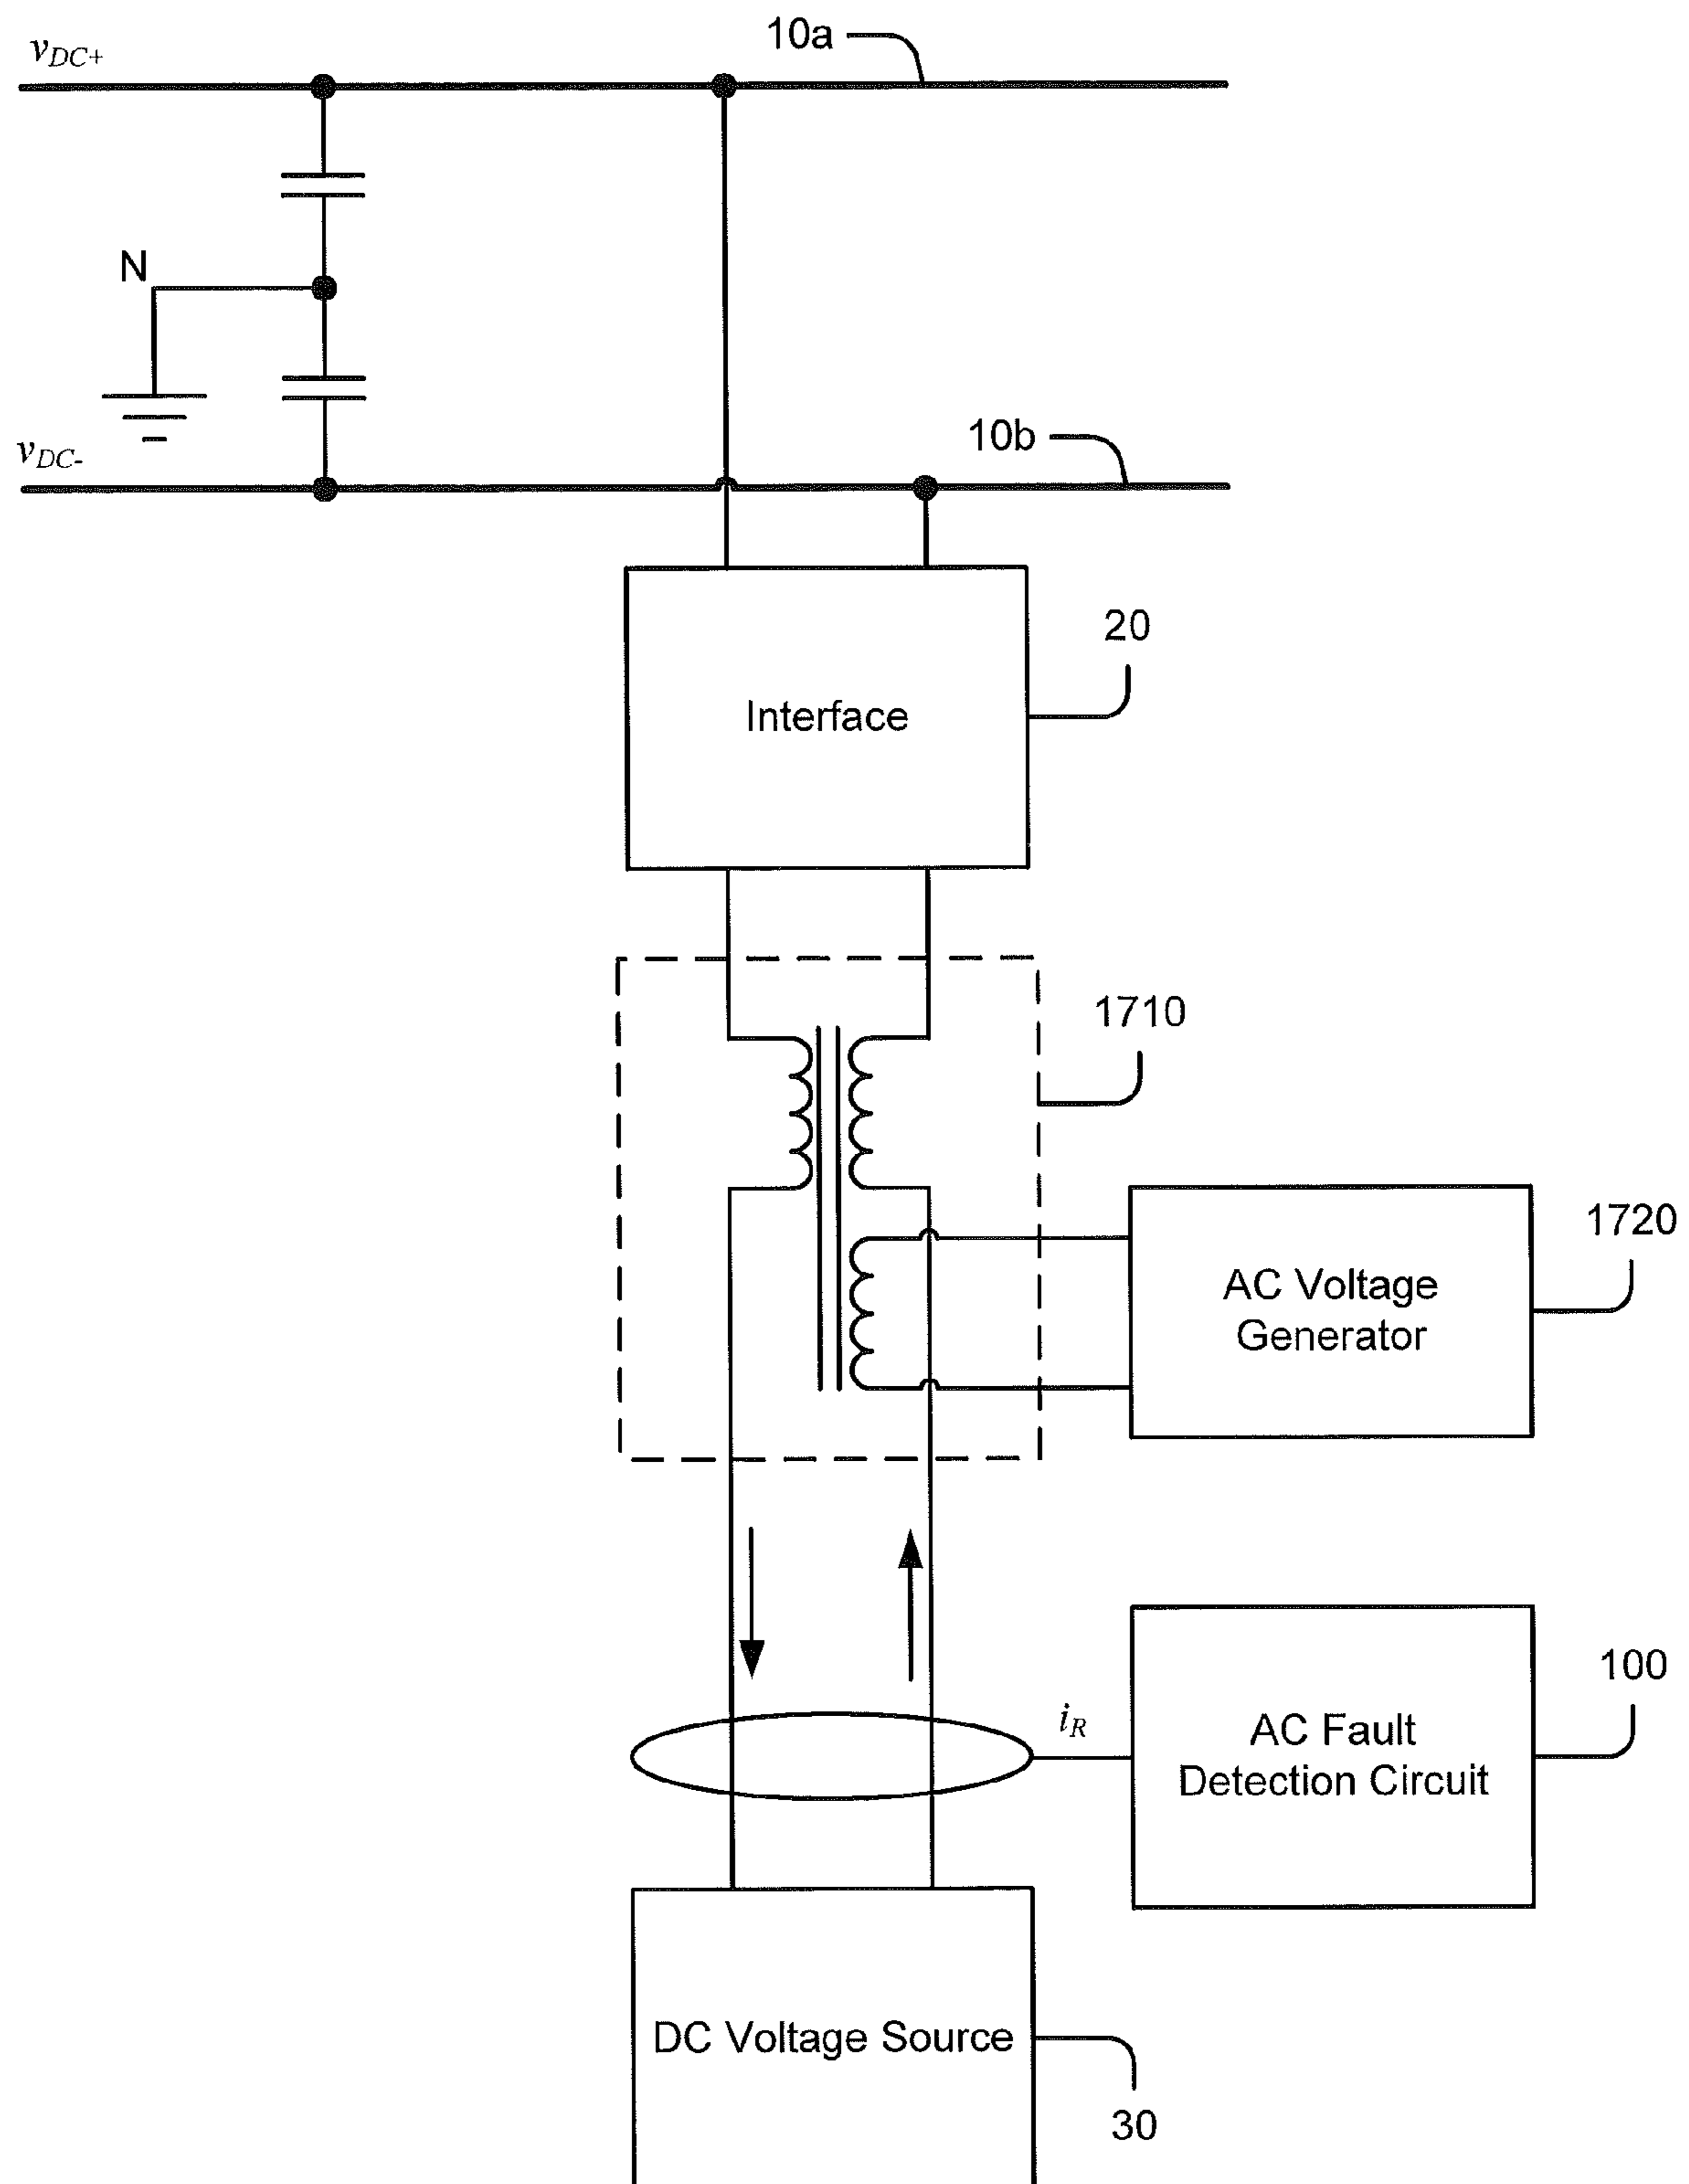 10a
vDC+
N
10b
vDC-
20
Interface
1710
1720
AC Voltage
Generator
100
iR
AC Fault
Detection Circuit
DC Voltage Source
30